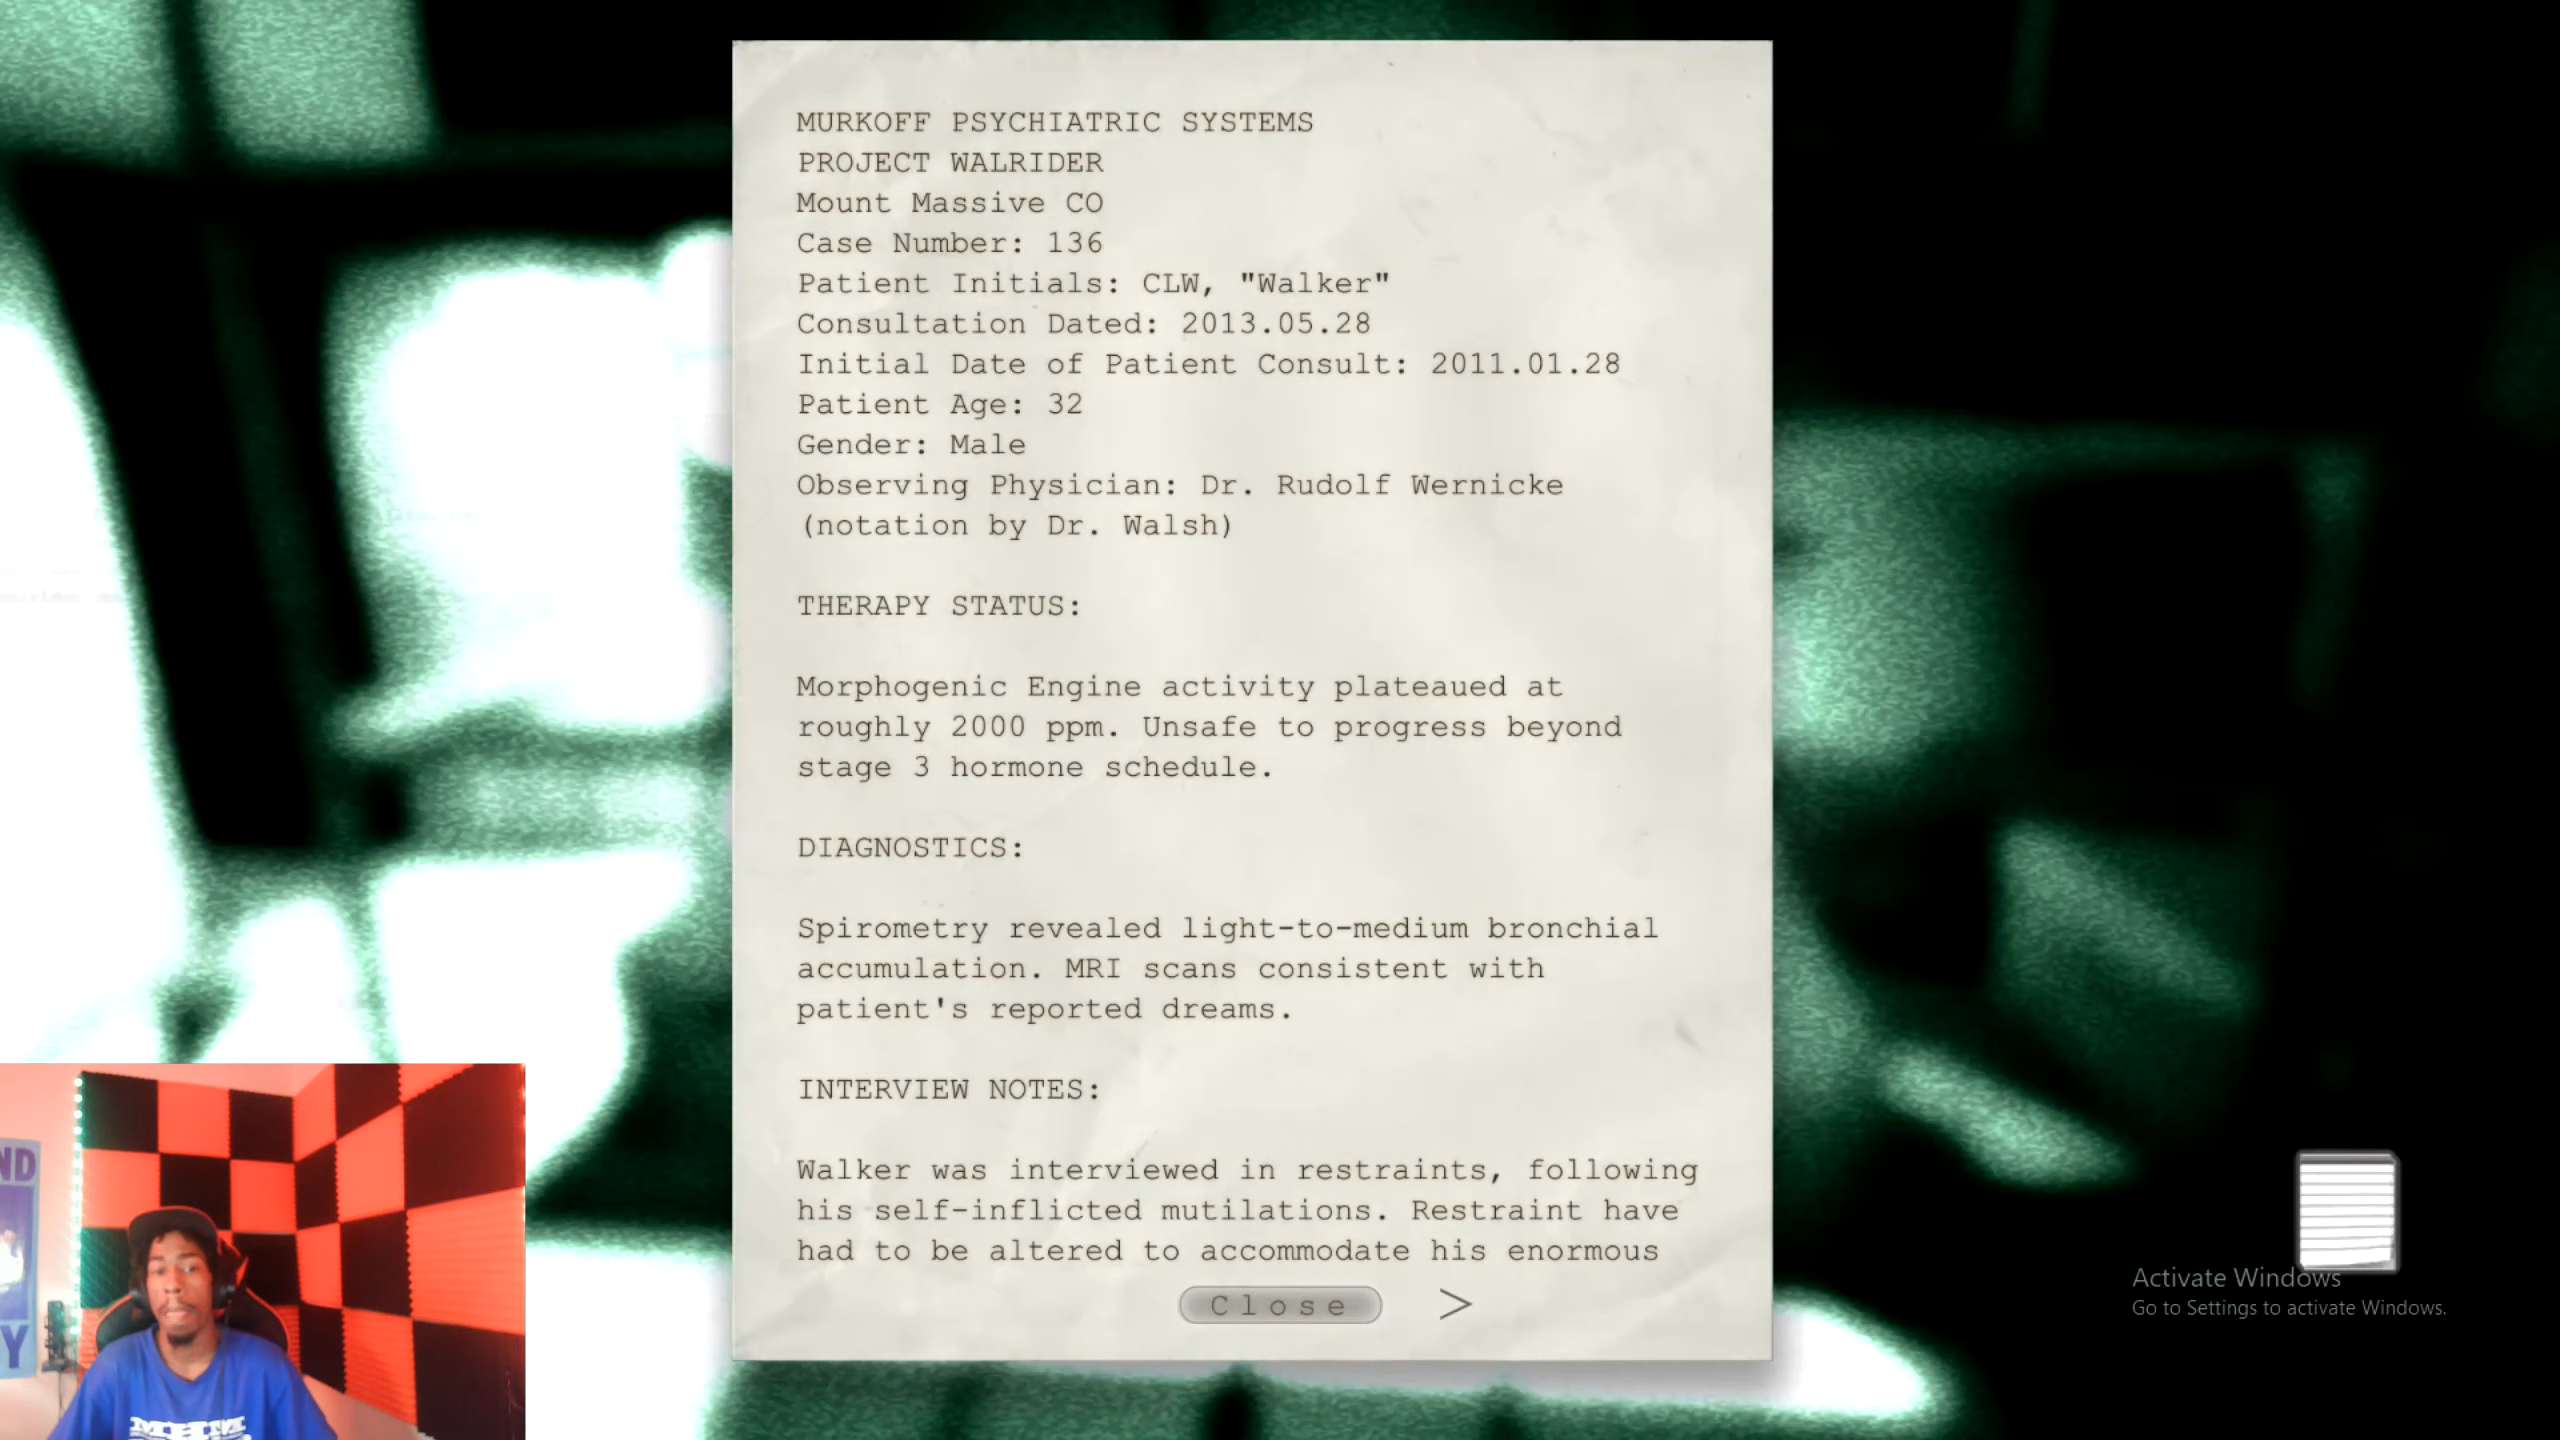 MURKOFF PSYCHIATRIC SYSTEMS
PROJECT WALRIDER
Mount Massive CO
Case Number: 136
Patient Initials: CLW, "Walker"
Consultation Dated: 2013.05.28
Initial Date of Patient Consult: 2011.01.28
Patient Age: 32
Gender: Male
Observing Physician: Dr. Rudolf Wernicke
(notation by Dr. Walsh)
THERAPY STATUS:
Morphogenic Engine activity plateaued at
roughly 2000 ppm. Unsafe to progress beyond
stage 3 hormone schedule.
DIAGNOSTICS:
Spirometry revealed light-to-medium bronchial
accumulation. MRI scans consistent with
patient's reported dreams.
INTERVIEW NOTES:
Walker was interviewed in restraints, following
his self-inflicted mutilations. Restraint have
had to be altered to accommodate his enormous
Close >
Activate Windows
Go to Settings to activate Windows.
ND
Y
MHM